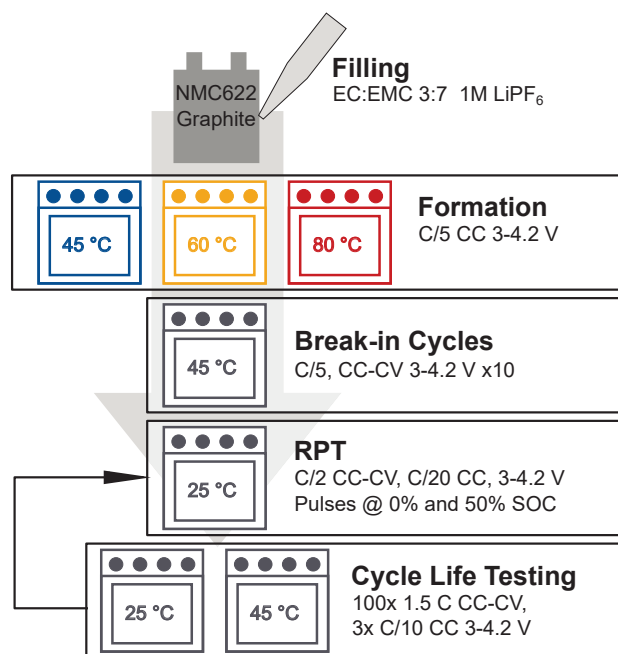 NMC622
Graphite
Filling
EC:EMC 3:7 1M LiPF₆
45 °C
60 °C
80 °C
Formation
C/5 CC 3-4.2 V
45 °C
Break-in Cycles
C/5, CC-CV 3-4.2 V x10
25 °C
RPT
C/2 CC-CV, C/20 CC, 3-4.2 V
Pulses @ 0% and 50% SOC
25 °C
45 °C
Cycle Life Testing
100x 1.5 C CC-CV,
3x C/10 CC 3-4.2 V